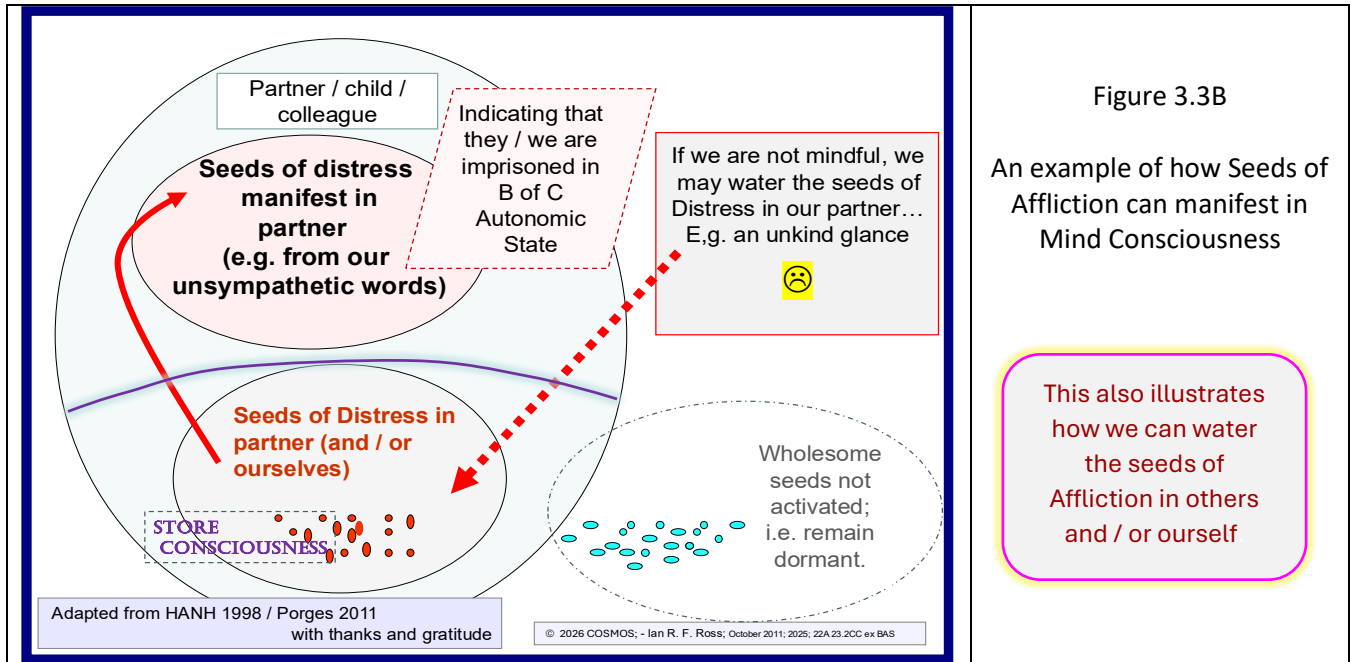 Partner / child /
colleague
Indicating that
they / we are
imprisoned in
B of C
Autonomic
State
Seeds of distress
manifest in
partner
(e.g. from our
unsympathetic words)
If we are not mindful, we
may water the seeds of
Distress in our partner…
E,g. an unkind glance
☹
Seeds of Distress in
partner (and / or
ourselves)
STORE
CONSCIOUSNESS
Wholesome
seeds not
activated;
i.e. remain
dormant.
Adapted from HANH 1998 / Porges 2011
with thanks and gratitude
© 2026 COSMOS; - Ian R. F. Ross; October 2011; 2025; 22A 23.2CC ex BAS
Figure 3.3B
An example of how Seeds of
Affliction can manifest in
Mind Consciousness
This also illustrates
how we can water
the seeds of
Affliction in others
and / or ourself